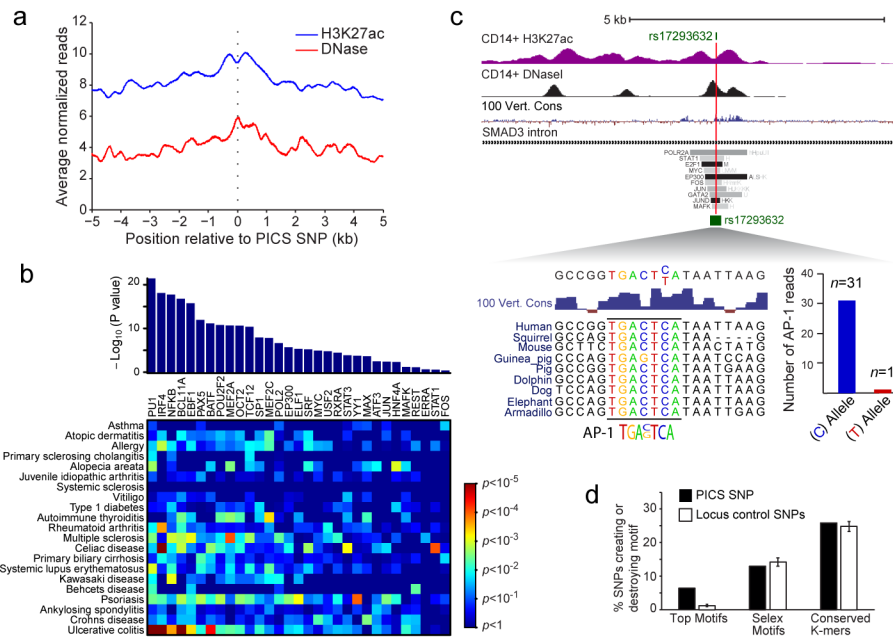 a
12
10
8
6
4
2
0
Average normalized reads
H3K27ac
DNase
-5 -4 -3 -2 -1 0 1 2 3 4 5
Position relative to PICS SNP (kb)
b
- Log10 (P value)
20
10
0
PU1
IRF4
NFKB
BCL11A
EBF1
PAX5
BATF
POU2F2
MEF2A
OCT2
TCF12
SP1
MEF2C
POL2
EP300
ELF1
SRF
MYC
USF2
RXRA
STAT3
YY1
MAX
ATF3
JUN
HNF4A
MAFK
REST
ERRA
STAT1
FOS
Asthma
Atopic dermatitis
Allergy
Primary sclerosing cholangitis
Alopecia areata
Juvenile idiopathic arthritis
Systemic sclerosis
Vitiligo
Type 1 diabetes
Autoimmune thyroiditis
Rheumatoid arthritis
Multiple sclerosis
Celiac disease
Primary biliary cirrhosis
Systemic lupus erythematosus
Kawasaki disease
Behcets disease
Psoriasis
Ankylosing spondylitis
Crohns disease
Ulcerative colitis
p<10-5
p<10-4
p<10-3
p<10-2
p<10-1
p<1
c
5 kb
rs17293632
CD14+ H3K27ac
CD14+ DNaseI
100 Vert. Cons
SMAD3 intron
POLR2A
STAT1
E2F1
MYC
EP300
FOS
JUN
GATA2
JUND
MAFK
rs17293632
GCCGGTGACTCATAATTAAG
T
100 Vert. Cons
Human GCCGGTGACTCATAATTAAG
Squirrel GCCAGTGACTCATAA----G
Mouse GCTTCTGACTCATAATCTAG
Guinea_pig GCCAGTGAGTCATAATCCAG
Pig GCCGGTGACTCATAATTAAG
Dolphin GCCAGTGACTCATAATTAAG
Dog TCCAGTGACTCATAATTAAG
Elephant GCCAGTGACTCATAATTAAG
Armadillo GCCAGTGACTCATAATTGAG
AP-1 TGACTCA
Number of AP-1 reads
40
30
20
10
0
n=31
n=1
(C) Allele
(T) Allele
d
% SNPs creating or
destroying motif
30
20
10
0
PICS SNP
Locus control SNPs
Top Motifs
Selex
Motifs
Conserved
K-mers